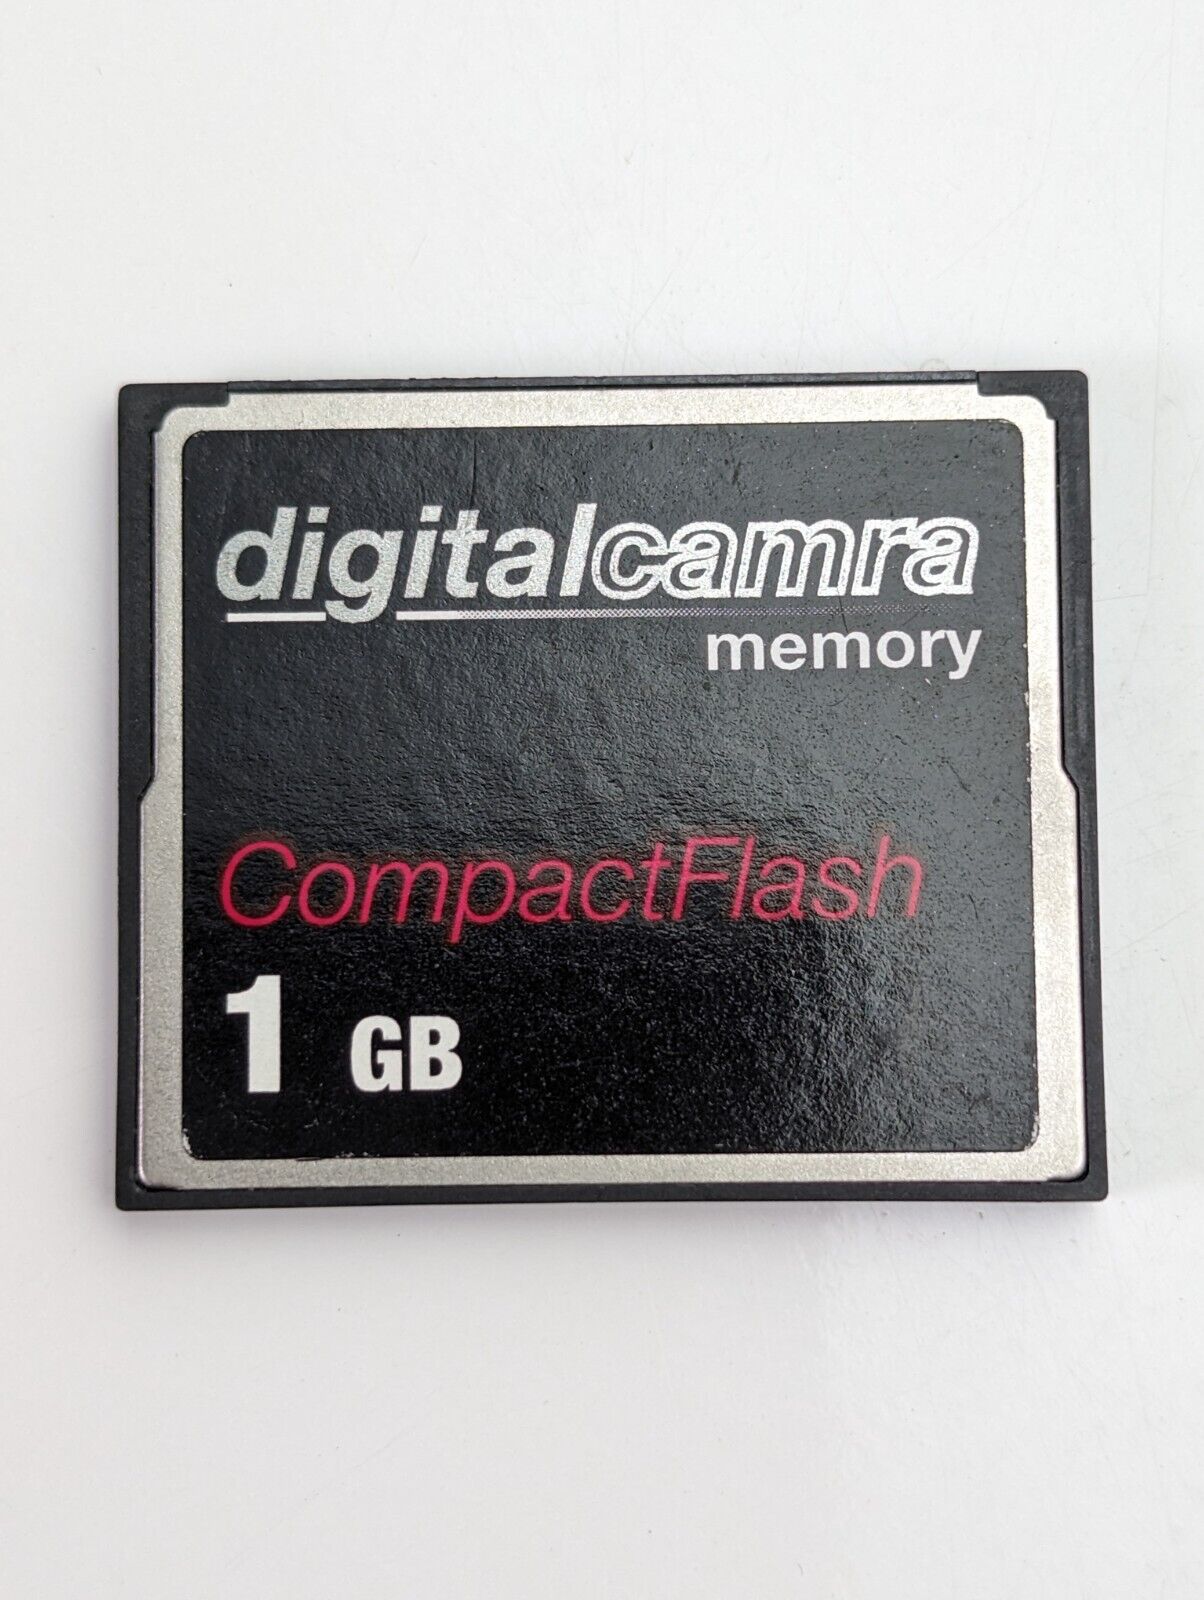 digitalcamra
memory
CompactFlash
1 GB